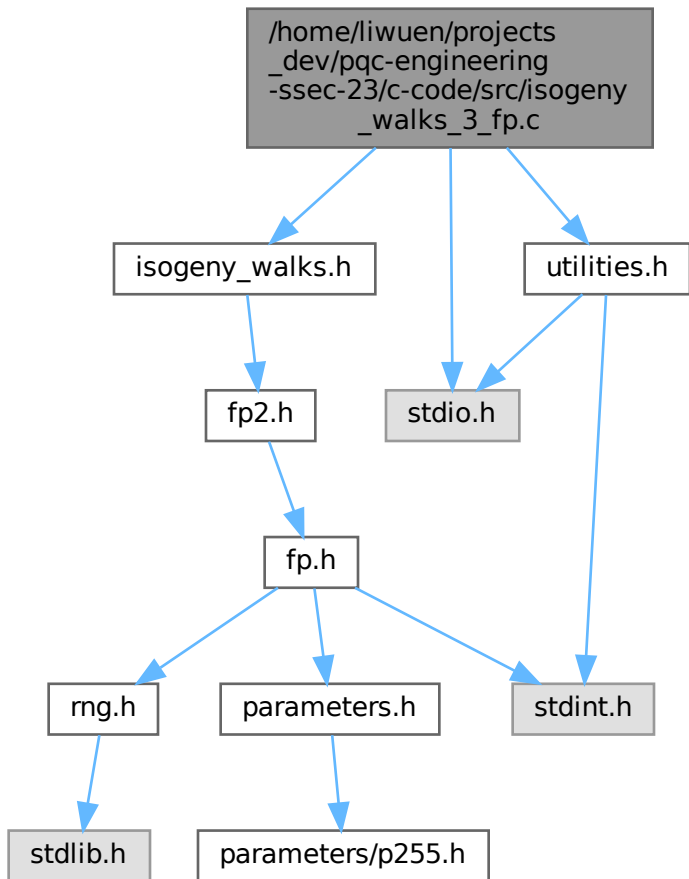 /home/liwuen/projects
_dev/pqc-engineering
-ssec-23/c-code/src/isogeny
_walks_3_fp.c
isogeny_walks.h
utilities.h
fp2.h
stdio.h
fp.h
rng.h
parameters.h
stdint.h
stdlib.h
parameters/p255.h